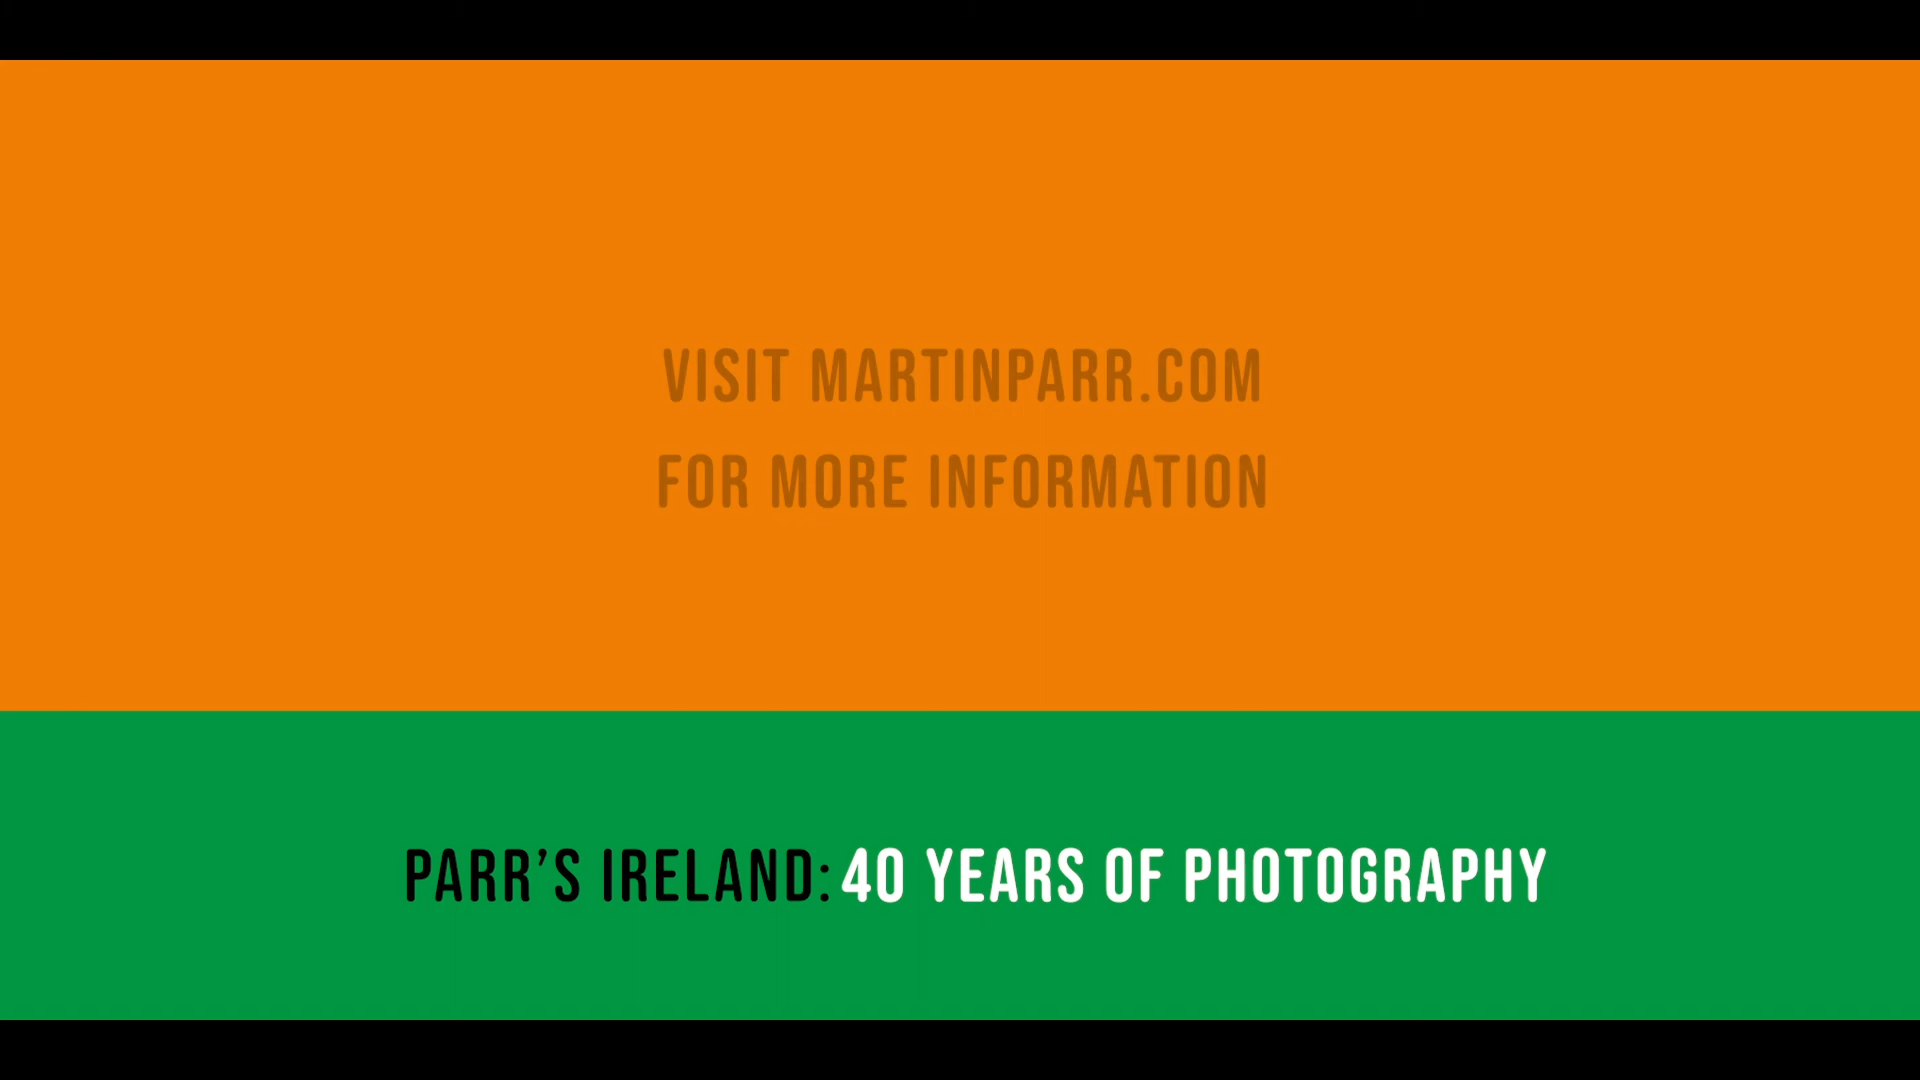 VISIT MARTINPARR.COM
FOR MORE INFORMATION
PARR’S IRELAND: 40 YEARS OF PHOTOGRAPHY